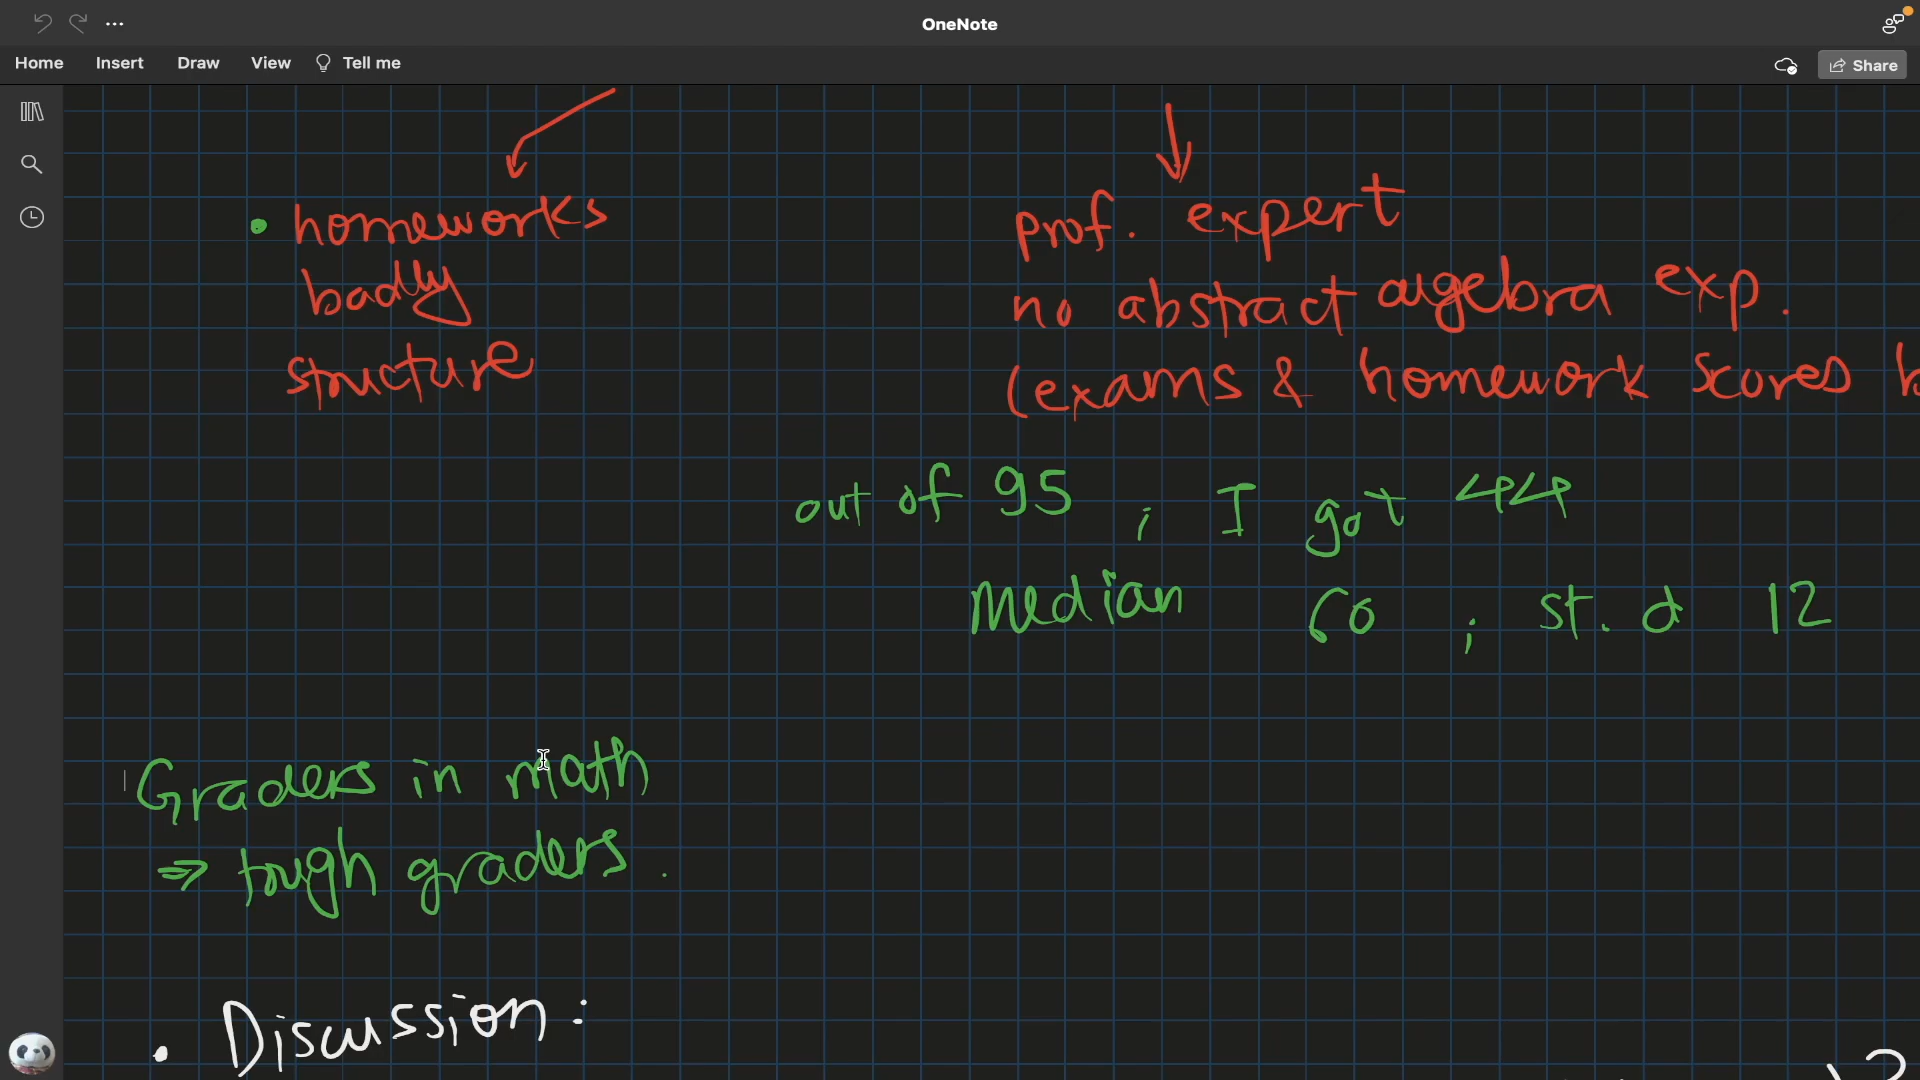 OneNote
Home Insert Draw View Tell me
Share
• homeworks
badly
structure
prof. expert
no abstract algebra exp.
(exams & homework scores
out of 95 , I got 44
Median 60 ; st. d 12
Graders in math
⇒ tough graders.
• Discussion: